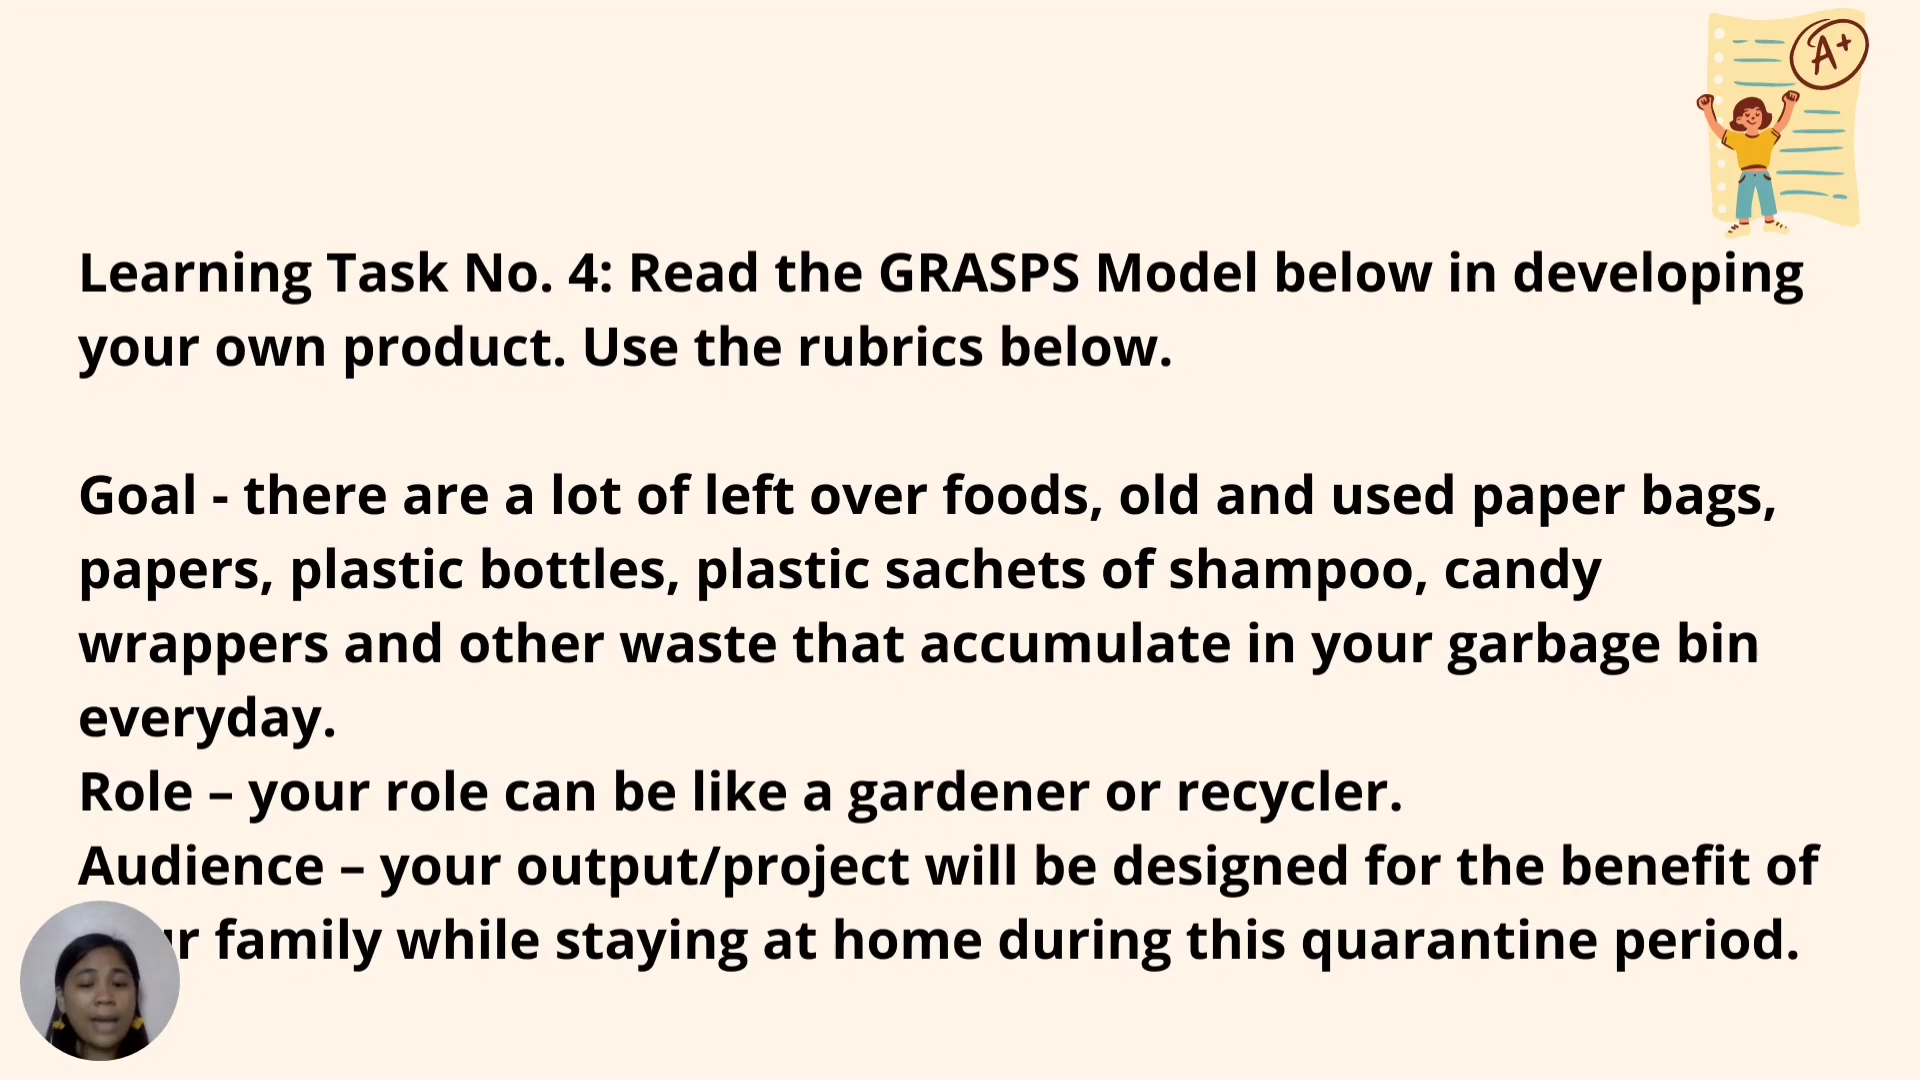 A+
Learning Task No. 4: Read the GRASPS Model below in developing
your own product. Use the rubrics below.
Goal - there are a lot of left over foods, old and used paper bags,
papers, plastic bottles, plastic sachets of shampoo, candy
wrappers and other waste that accumulate in your garbage bin
everyday.
Role – your role can be like a gardener or recycler.
Audience – your output/project will be designed for the benefit of
family while staying at home during this quarantine period.